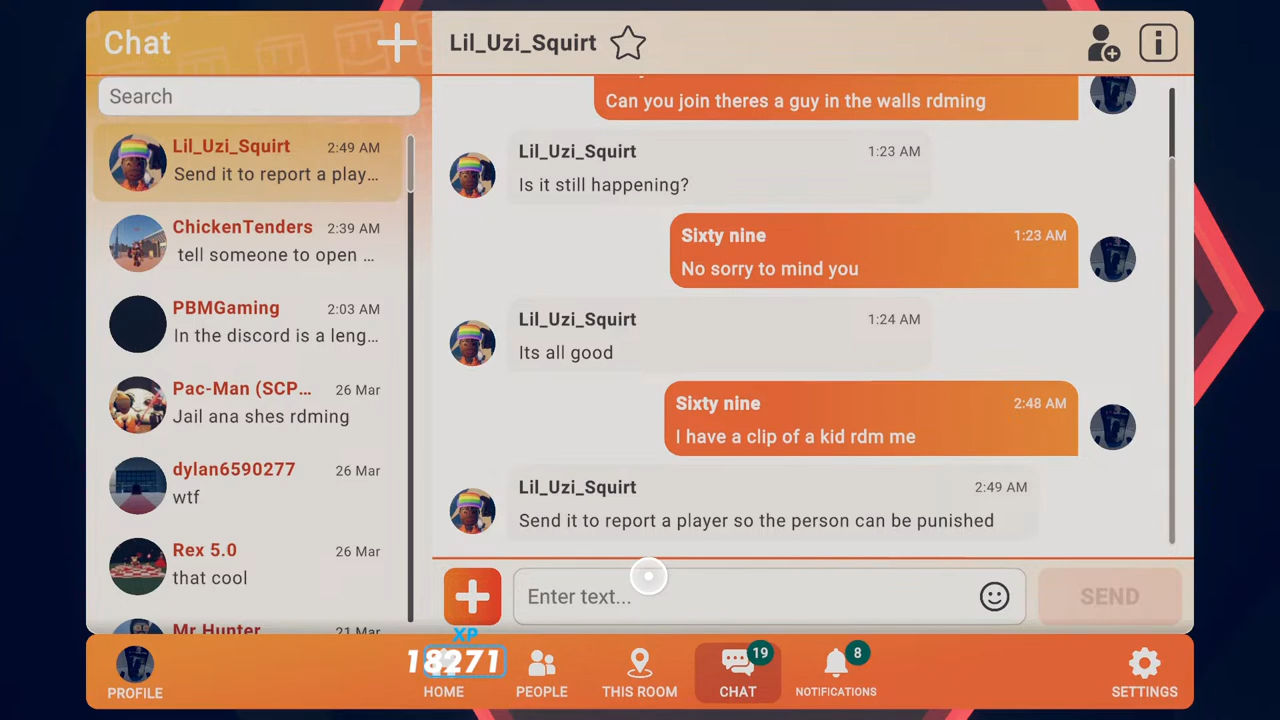 Chat
Search
Lil_Uzi_Squirt 2:49 AM
Send it to report a play...
ChickenTenders 2:39 AM
tell someone to open ...
PBMGaming 2:03 AM
In the discord is a leng...
Pac-Man (SCP... 26 Mar
Jail ana shes rdming
dylan6590277 26 Mar
wtf
Rex 5.0 26 Mar
that cool
Mr Hunter 21 Mar
Lil_Uzi_Squirt
Can you join theres a guy in the walls rdming
Lil_Uzi_Squirt 1:23 AM
Is it still happening?
Sixty nine 1:23 AM
No sorry to mind you
Lil_Uzi_Squirt 1:24 AM
Its all good
Sixty nine 2:48 AM
I have a clip of a kid rdm me
Lil_Uzi_Squirt 2:49 AM
Send it to report a player so the person can be punished
Enter text...
SEND
XP
18271
19
8
PROFILE
HOME
PEOPLE
THIS ROOM
CHAT
NOTIFICATIONS
SETTINGS